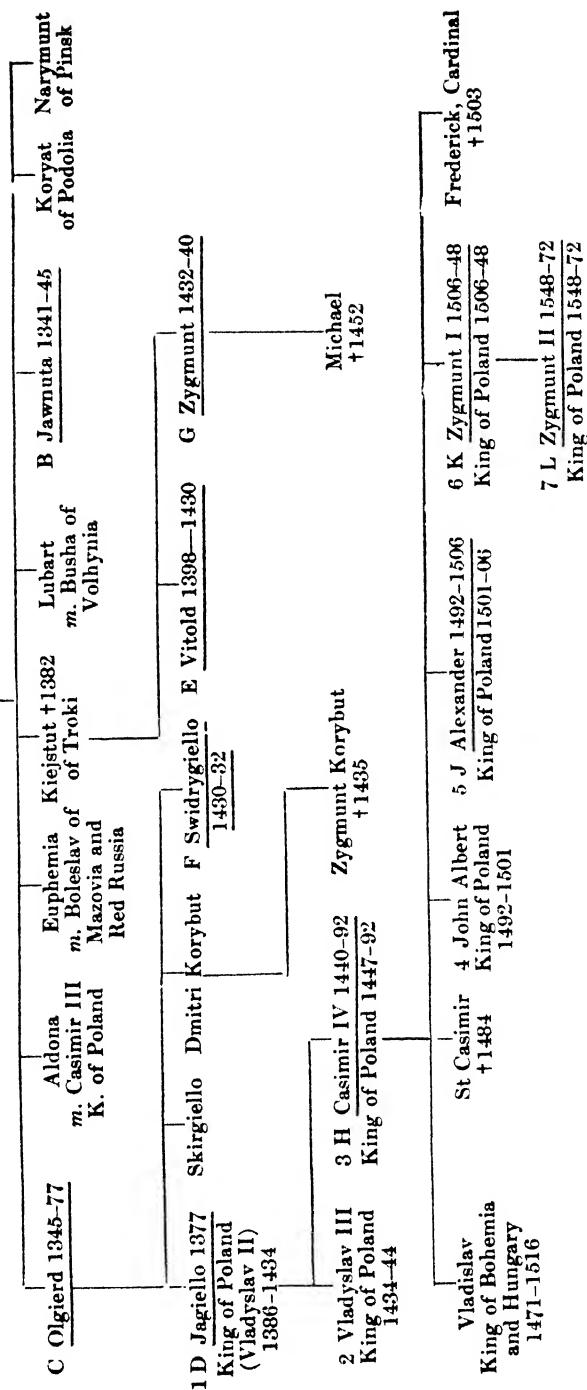 C Olgierd 1345-77
Aldona
m. Casimir III
K. of Poland
Euphemia
m. Boleslav of
Mazovia and
Red Russia
Kiejstut †1382
of Troki
Lubart
m. Busha of
Volhynia
B Jawnuta 1341-45
Koryat
of Podolia
Narymunt
of Pinsk
1 D Jagiello 1377
King of Poland
(Vladyslav II)
1386-1434
Skirgiello
Dmitri Korybut
F Swidrygiello
1430-32
E Vitold 1398—1430
G Zygmunt 1432-40
2 Vladyslav III
King of Poland
1434-44
3 H Casimir IV 1440-92
King of Poland 1447-92
Zygmunt Korybut
†1435
Michael
†1452
Vladislav
King of Bohemia
and Hungary
1471-1516
St Casimir
†1484
4 John Albert
King of Poland
1492-1501
5 J Alexander 1492-1506
King of Poland 1501-06
6 K Zygmunt I 1506-48
King of Poland 1506-48
Frederick, Cardinal
†1503
7 L Zygmunt II 1548-72
King of Poland 1548-72